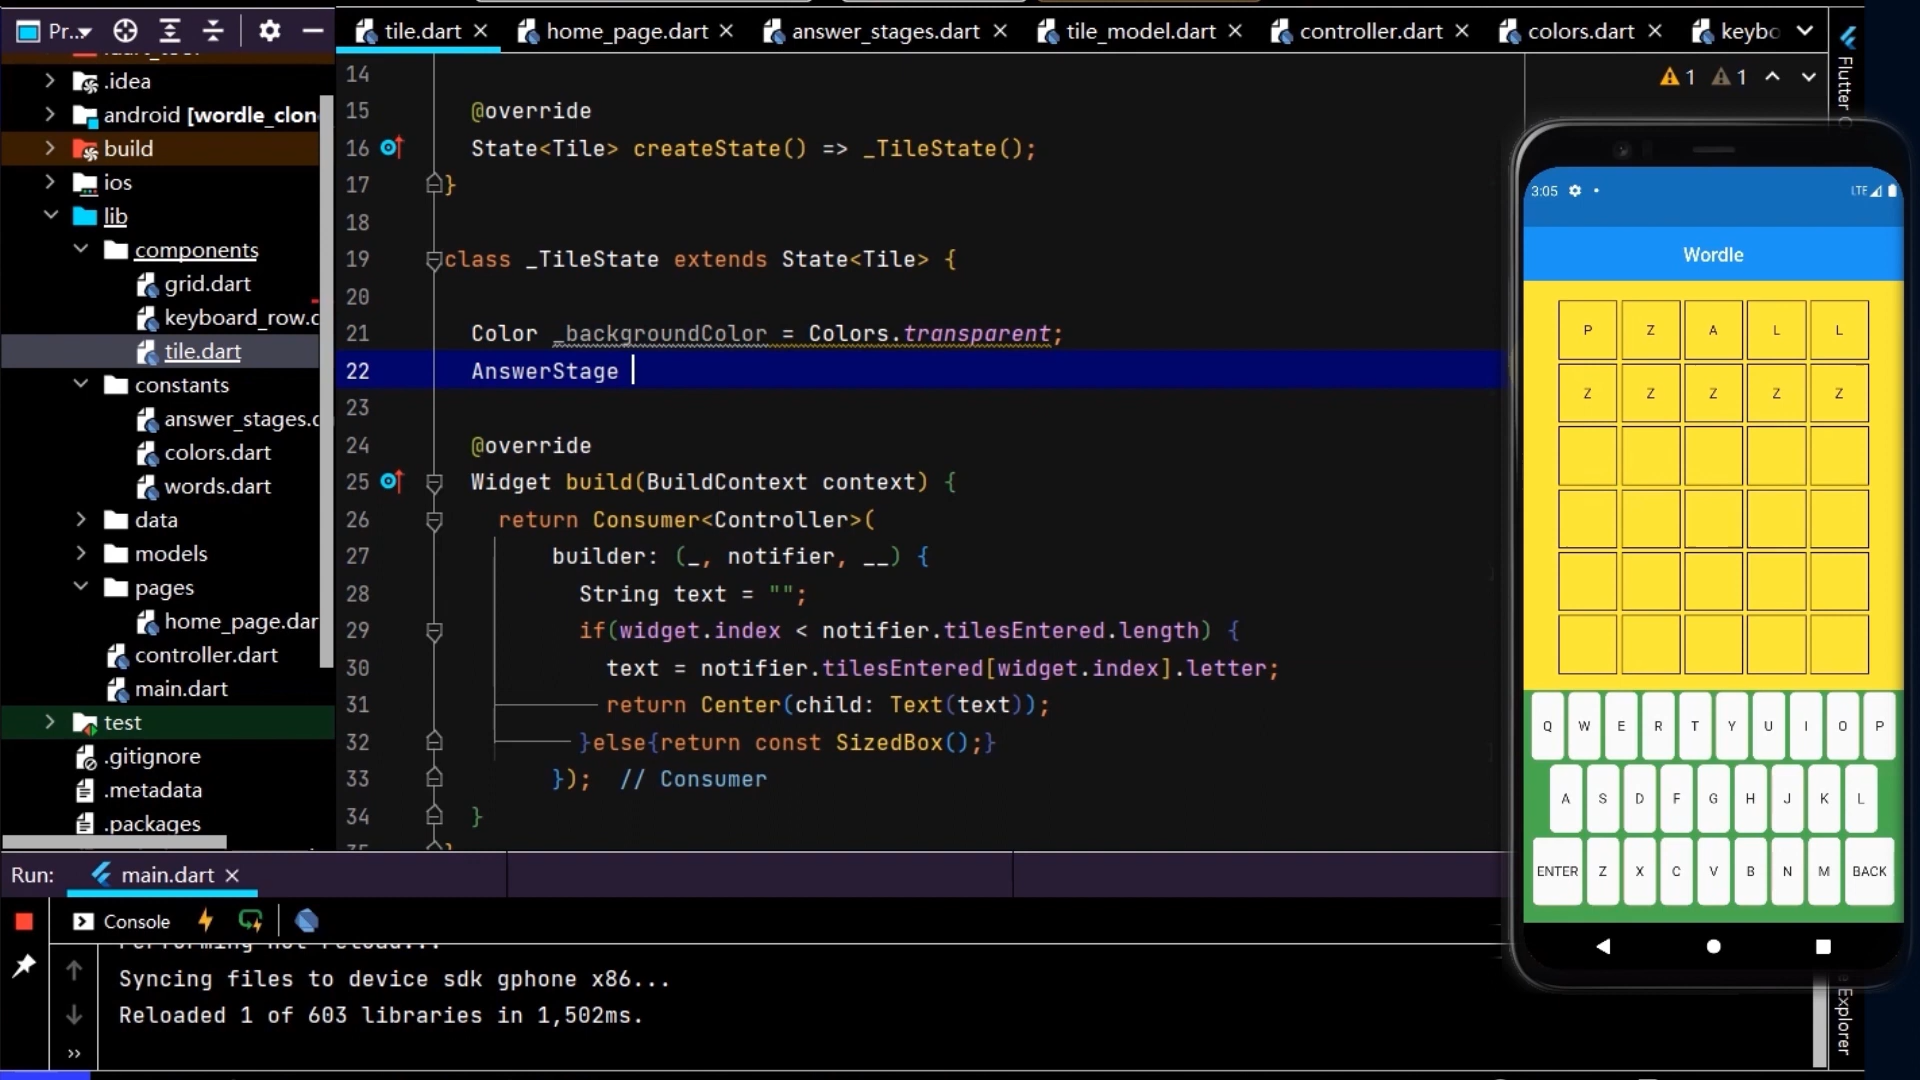 Pr...
tile.dart
home_page.dart
answer_stages.dart
tile_model.dart
controller.dart
colors.dart
keybo
.idea
android [wordle_clon
build
ios
lib
components
grid.dart
keyboard_row.d
tile.dart
constants
answer_stages.d
colors.dart
words.dart
data
models
pages
home_page.dar
controller.dart
main.dart
test
.gitignore
.metadata
.packages
1 1
14
15 @override
16 State<Tile> createState() => _TileState();
17 }
18
19 class _TileState extends State<Tile> {
20
21 Color _backgroundColor = Colors.transparent;
22 AnswerStage
23
24 @override
25 Widget build(BuildContext context) {
26 return Consumer<Controller>(
27 builder: (_, notifier, __) {
28 String text = "";
29 if(widget.index < notifier.tilesEntered.length) {
30 text = notifier.tilesEntered[widget.index].letter;
31 return Center(child: Text(text));
32 }else{return const SizedBox();}
33 }); // Consumer
34 }
35 }
Flutter O
3:05 LTE
Wordle
P Z A L L
Z Z Z Z Z
Q W E R T Y U I O P
A S D F G H J K L
ENTER Z X C V B N M BACK
Explorer
Run: main.dart
Console
Performing hot reload...
Syncing files to device sdk gphone x86...
Reloaded 1 of 603 libraries in 1,502ms.